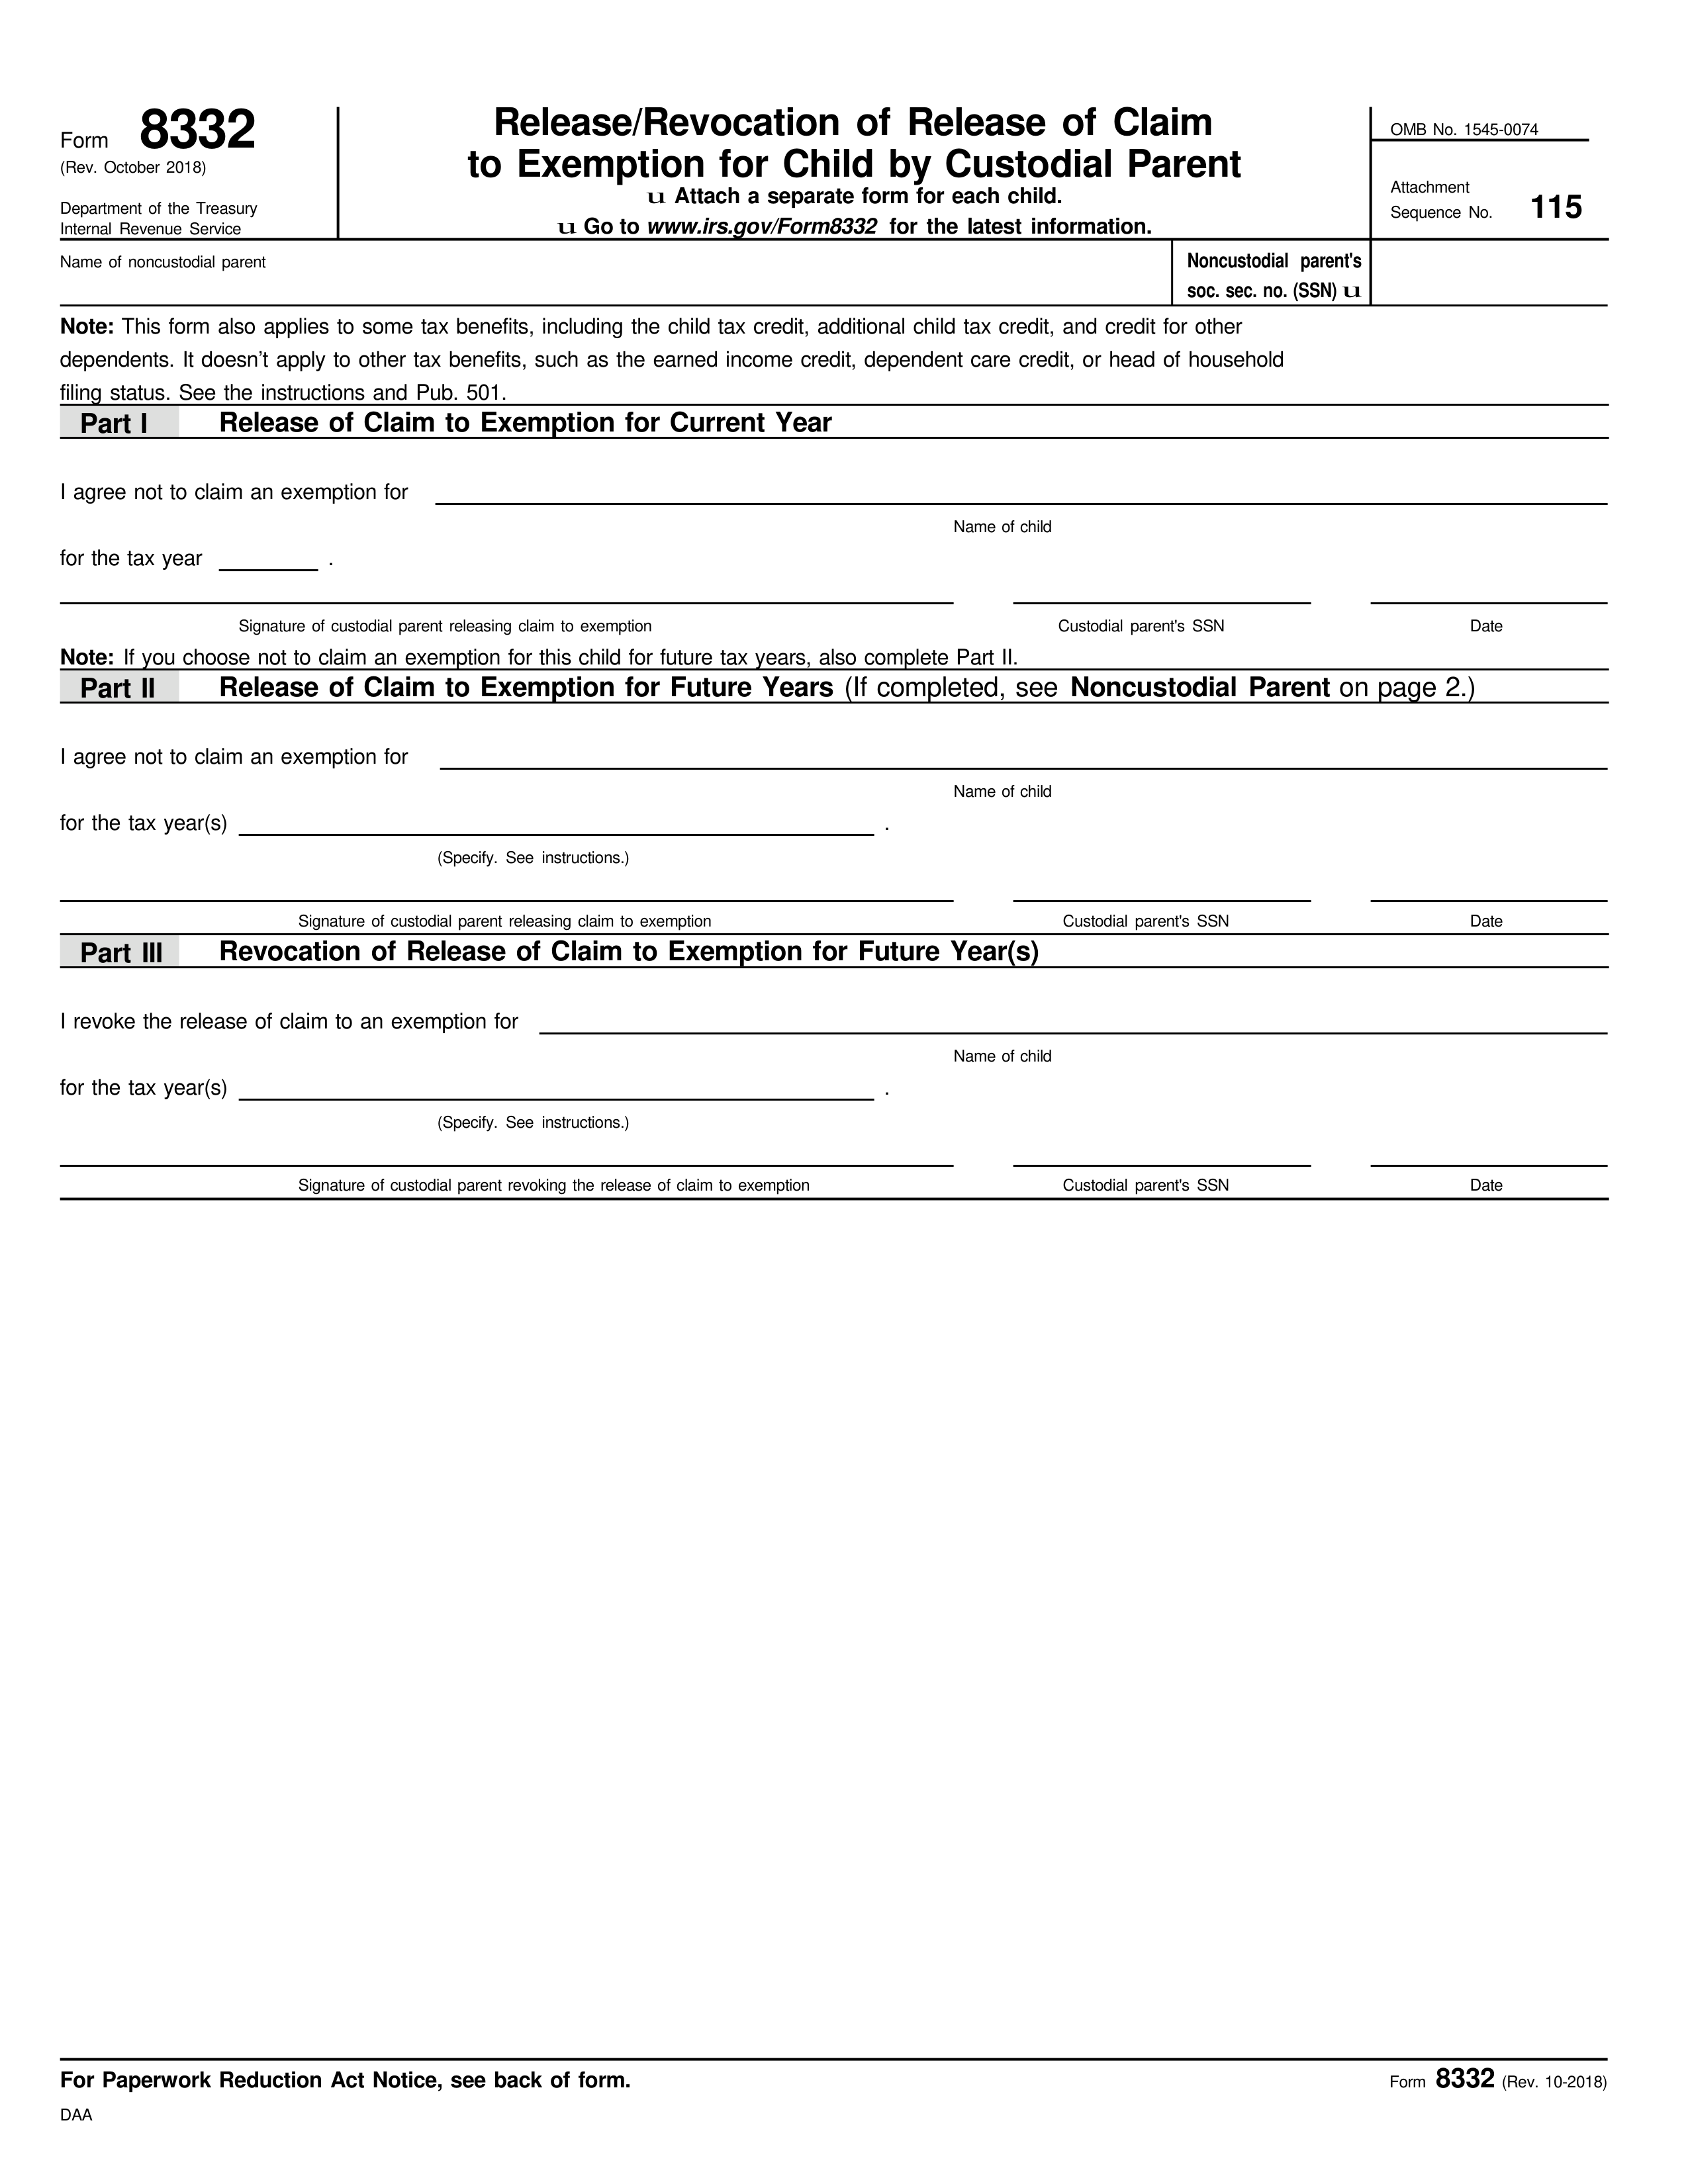 Form 8332
(Rev. October 2018)
Department of the Treasury
Internal Revenue Service
Release/Revocation of Release of Claim
to Exemption for Child by Custodial Parent
u Attach a separate form for each child.
u Go to www.irs.gov/Form8332 for the latest information.
OMB No. 1545-0074
Attachment
Sequence No. 115
Name of noncustodial parent
Noncustodial parent's
soc. sec. no. (SSN) u
Note: This form also applies to some tax benefits, including the child tax credit, additional child tax credit, and credit for other
dependents. It doesn't apply to other tax benefits, such as the earned income credit, dependent care credit, or head of household
filing status. See the instructions and Pub. 501.
Part I Release of Claim to Exemption for Current Year
I agree not to claim an exemption for
Name of child
for the tax year .
Signature of custodial parent releasing claim to exemption Custodial parent's SSN Date
Note: If you choose not to claim an exemption for this child for future tax years, also complete Part II.
Part II Release of Claim to Exemption for Future Years (If completed, see Noncustodial Parent on page 2.)
I agree not to claim an exemption for
Name of child
for the tax year(s) .
(Specify. See instructions.)
Signature of custodial parent releasing claim to exemption Custodial parent's SSN Date
Part III Revocation of Release of Claim to Exemption for Future Year(s)
I revoke the release of claim to an exemption for
Name of child
for the tax year(s) .
(Specify. See instructions.)
Signature of custodial parent revoking the release of claim to exemption Custodial parent's SSN Date
For Paperwork Reduction Act Notice, see back of form. Form 8332 (Rev. 10-2018)
DAA